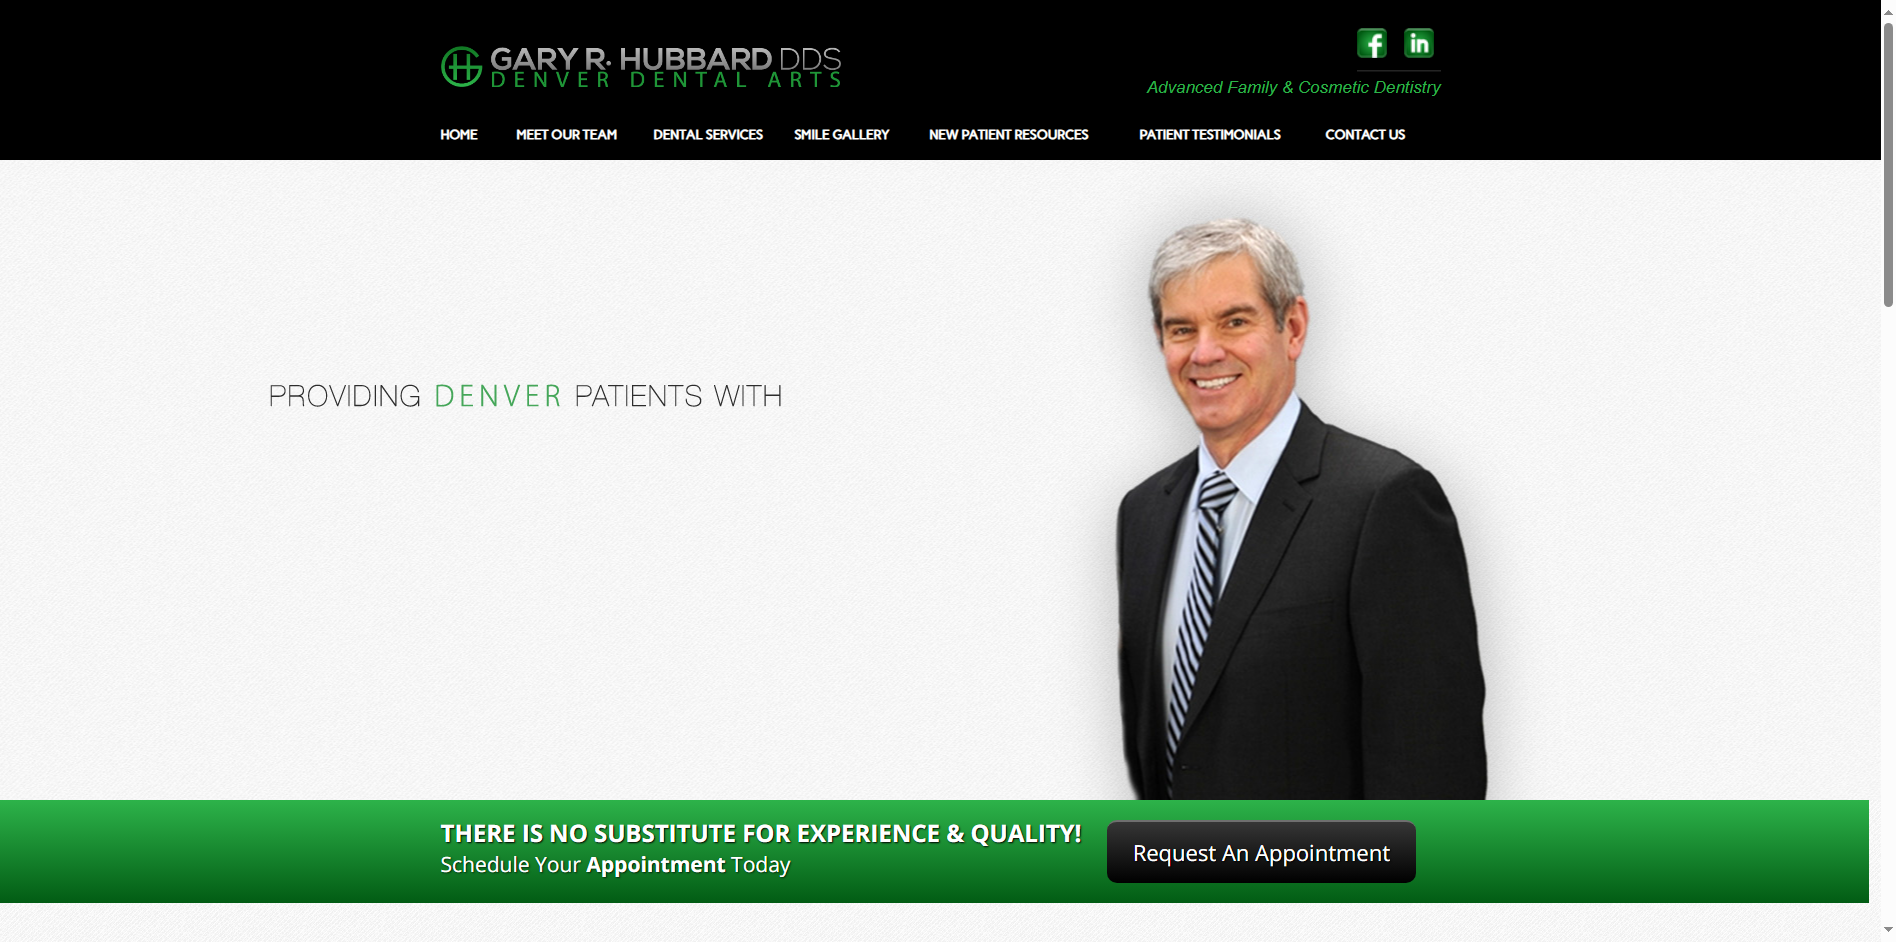 GARY R. HUBBARD DDS
DENVER DENTAL ARTS
Advanced Family & Cosmetic Dentistry
HOME MEET OUR TEAM DENTAL SERVICES SMILE GALLERY NEW PATIENT RESOURCES PATIENT TESTIMONIALS CONTACT US
PROVIDING DENVER PATIENTS WITH
THERE IS NO SUBSTITUTE FOR EXPERIENCE & QUALITY!
Schedule Your Appointment Today
Request An Appointment